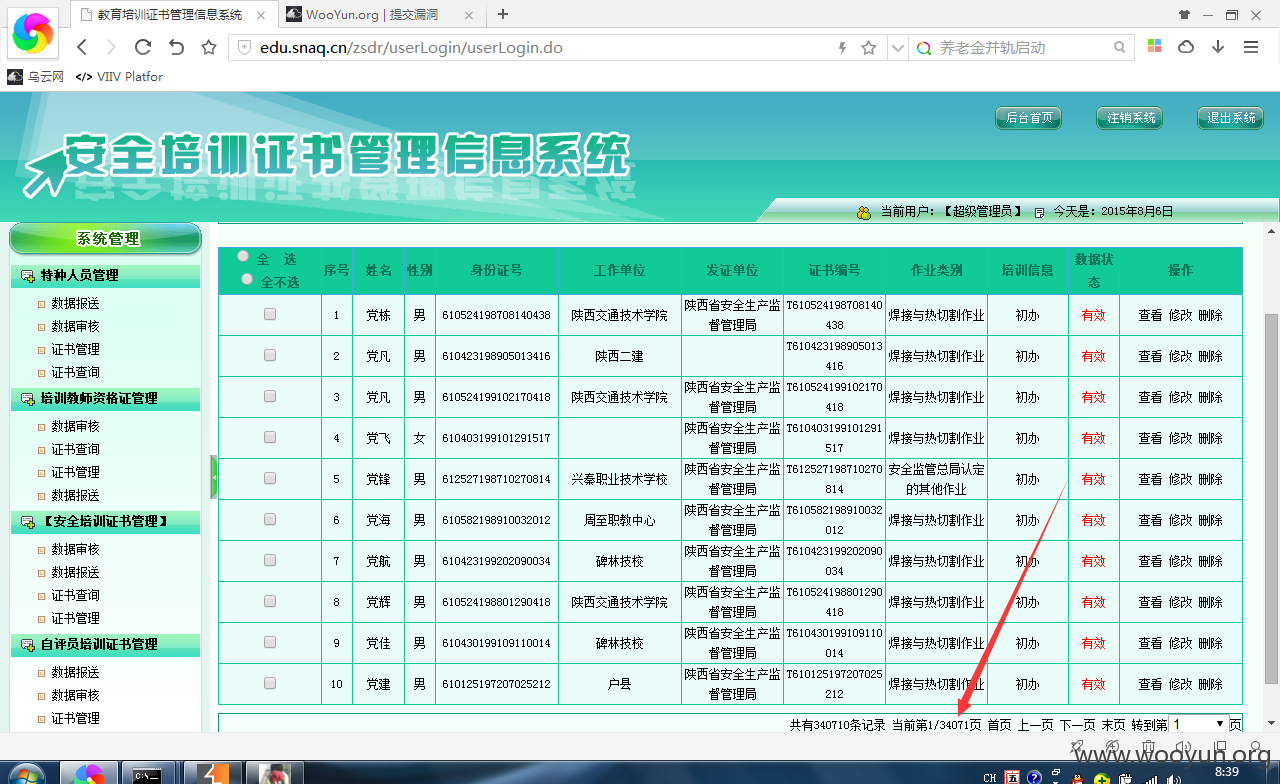 教育培训证书管理信息系统
WooYun.org | 提交漏洞
edu.snaq.cn/zsdr/userLogin/userLogin.do
养老金并轨启动
乌云网
</> VIIV Platfor
后台首页 注销系统 退出系统
安全培训证书管理信息系统
当前用户：【超级管理员】 今天是：2015年8月6日
系统管理
特种人员管理
数据报送
数据审核
证书管理
证书查询
培训教师资格证管理
数据审核
证书查询
证书管理
数据报送
【安全培训证书管理】
数据审核
数据报送
证书查询
证书管理
自评员培训证书管理
数据报送
数据审核
证书管理
全 选 全不选 序号 姓名 性别 身份证号 工作单位 发证单位 证书编号 作业类别 培训信息 数据状态 操作
1 党栋 男 610524198708140438 陕西交通技术学院 陕西省安全生产监督管理局 T610524198708140438 焊接与热切割作业 初办 有效 查看 修改 删除
2 党凡 男 610423198905013416 陕西二建 T610423198905013416 焊接与热切割作业 初办 有效 查看 修改 删除
3 党凡 男 610524199102170418 陕西交通技术学院 陕西省安全生产监督管理局 T610524199102170418 焊接与热切割作业 初办 有效 查看 修改 删除
4 党飞 女 610403199101291517 陕西省安全生产监督管理局 T610403199101291517 焊接与热切割作业 初办 有效 查看 修改 删除
5 党锋 男 612527198710270814 兴秦职业技术学校 陕西省安全生产监督管理局 T612527198710270814 安全监管总局认定的其他作业 初办 有效 查看 修改 删除
6 党海 男 610582198910032012 周至职教中心 陕西省安全生产监督管理局 T610582198910032012 焊接与热切割作业 初办 有效 查看 修改 删除
7 党航 男 610423199202090034 碑林技校 陕西省安全生产监督管理局 T610423199202090034 焊接与热切割作业 初办 有效 查看 修改 删除
8 党辉 男 610524198801290418 陕西交通技术学院 陕西省安全生产监督管理局 T610524198801290418 焊接与热切割作业 初办 有效 查看 修改 删除
9 党佳 男 610430199109110014 碑林技校 陕西省安全生产监督管理局 T610430199109110014 焊接与热切割作业 初办 有效 查看 修改 删除
10 党建 男 610125197207025212 户县 陕西省安全生产监督管理局 T610125197207025212 焊接与热切割作业 初办 有效 查看 修改 删除
共有340710条记录 当前第1/34071页 首页 上一页 下一页 末页 转到第 1 页
www.wooyun.org
CH
8:39